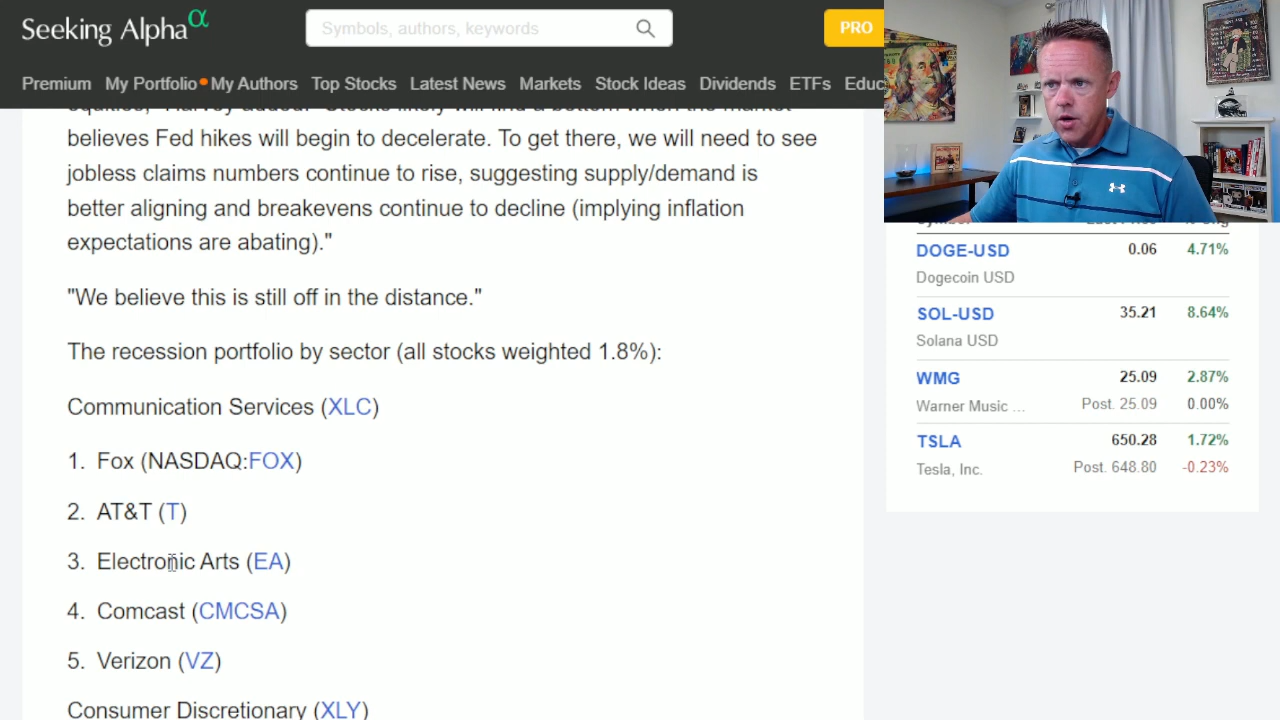 Seeking Alpha α
Symbols, authors, keywords
PRO
Premium My Portfolio My Authors Top Stocks Latest News Markets Stock Ideas Dividends ETFs Educ
believes Fed hikes will begin to decelerate. To get there, we will need to see
jobless claims numbers continue to rise, suggesting supply/demand is
better aligning and breakevens continue to decline (implying inflation
expectations are abating)."
"We believe this is still off in the distance."
The recession portfolio by sector (all stocks weighted 1.8%):
Communication Services (XLC)
1. Fox (NASDAQ:FOX)
2. AT&T (T)
3. Electronic Arts (EA)
4. Comcast (CMCSA)
5. Verizon (VZ)
Consumer Discretionary (XLY)
DOGE-USD 0.06 4.71%
Dogecoin USD
SOL-USD 35.21 8.64%
Solana USD
WMG 25.09 2.87%
Warner Music ... Post. 25.09 0.00%
TSLA 650.28 1.72%
Tesla, Inc. Post. 648.80 -0.23%